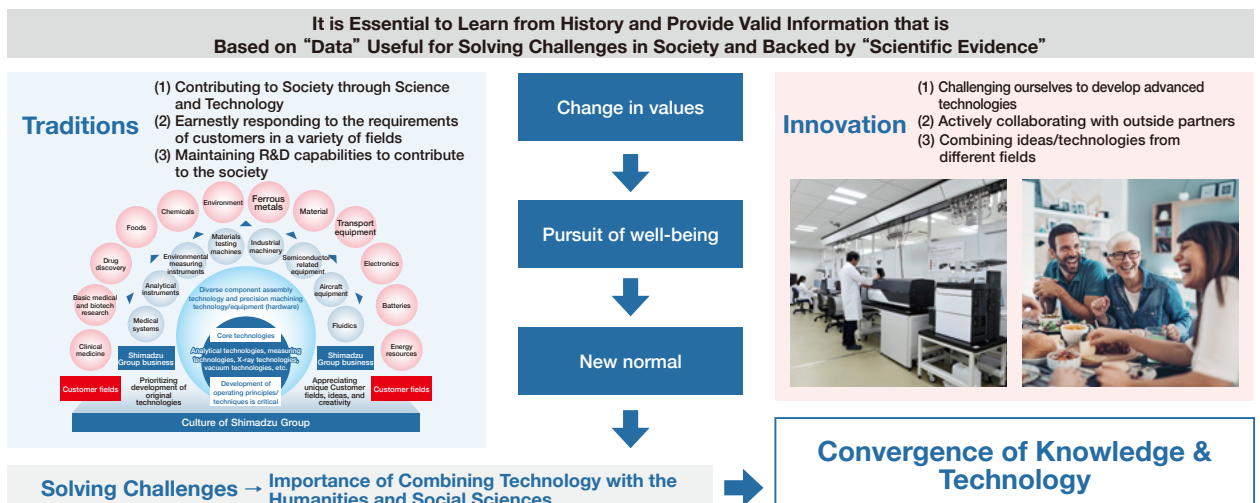 It is Essential to Learn from History and Provide Valid Information that is
Based on “Data” Useful for Solving Challenges in Society and Backed by “Scientific Evidence”
Traditions
(1) Contributing to Society through Science
and Technology
(2) Earnestly responding to the requirements
of customers in a variety of fields
(3) Maintaining R&D capabilities to contribute
to the society
Clinical
medicine
Basic medical
and biotech
research
Drug
discovery
Foods
Chemicals
Environment
Ferrous
metals
Material
Transport
equipment
Electronics
Batteries
Energy
resources
Medical
systems
Analytical
instruments
Environmental
measuring
instruments
Materials
testing
machines
Industrial
machinery
Semiconductor
related
equipment
Aircraft
equipment
Fluidics
Diverse component assembly
technology and precision machining
technology/equipment (hardware)
Core technologies
Analytical technologies, measuring
technologies, X-ray technologies,
vacuum technologies, etc.
Development of
operating principles/
techniques is critical
Shimadzu
Group business
Shimadzu
Group business
Customer fields
Prioritizing
development of
original
technologies
Appreciating
unique Customer
fields, ideas, and
creativity
Customer fields
Culture of Shimadzu Group
Change in values
Pursuit of well-being
New normal
Innovation
(1) Challenging ourselves to develop advanced
technologies
(2) Actively collaborating with outside partners
(3) Combining ideas/technologies from
different fields
Solving Challenges → Importance of Combining Technology with the
Humanities and Social Sciences
Convergence of Knowledge &
Technology